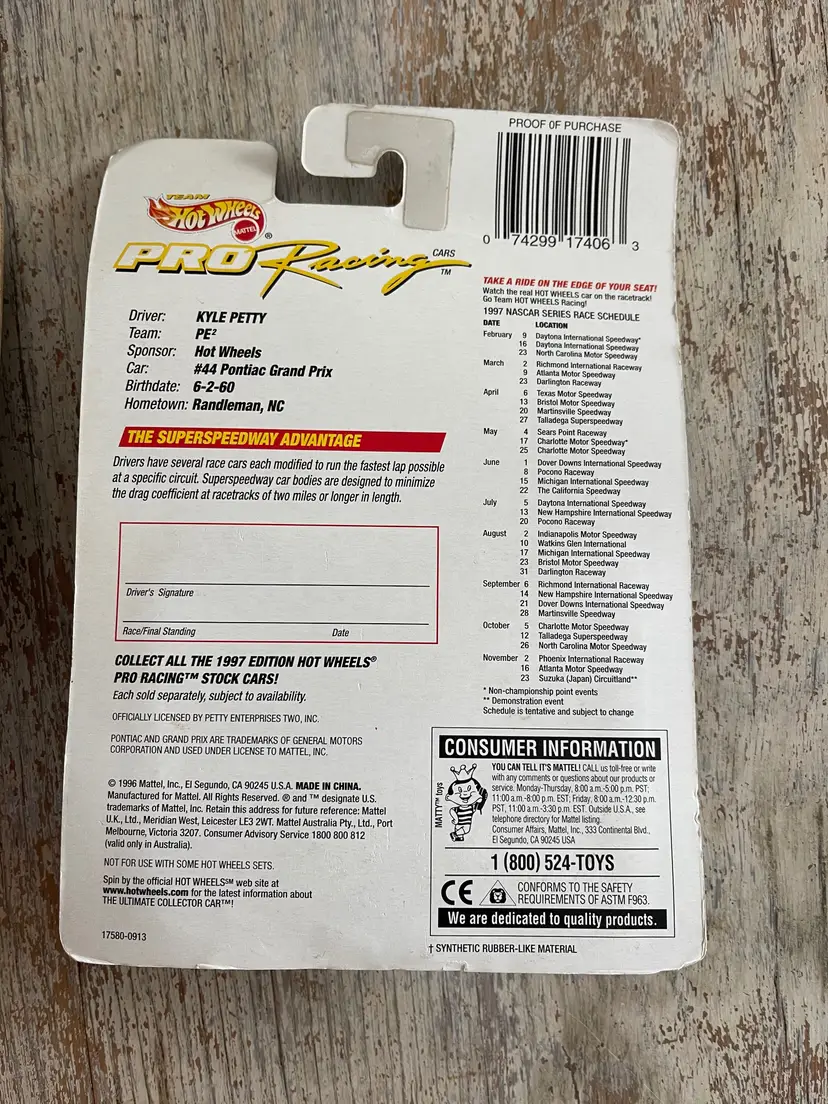 TEAM
Hot Wheels
MATTEL
®
PRO Racing CARS
™
Driver: KYLE PETTY
Team: PE²
Sponsor: Hot Wheels
Car: #44 Pontiac Grand Prix
Birthdate: 6-2-60
Hometown: Randleman, NC
THE SUPERSPEEDWAY ADVANTAGE
Drivers have several race cars each modified to run the fastest lap possible
at a specific circuit. Superspeedway car bodies are designed to minimize
the drag coefficient at racetracks of two miles or longer in length.
Driver's Signature
Race/Final Standing Date
COLLECT ALL THE 1997 EDITION HOT WHEELS®
PRO RACING™ STOCK CARS!
Each sold separately, subject to availability.
OFFICIALLY LICENSED BY PETTY ENTERPRISES TWO, INC.
PONTIAC AND GRAND PRIX ARE TRADEMARKS OF GENERAL MOTORS
CORPORATION AND USED UNDER LICENSE TO MATTEL, INC.
© 1996 Mattel, Inc., El Segundo, CA 90245 U.S.A. MADE IN CHINA.
Manufactured for Mattel. All Rights Reserved. ® and ™ designate U.S.
trademarks of Mattel, Inc. Retain this address for future reference: Mattel
U.K., Ltd., Meridian West, Leicester LE3 2WT. Mattel Australia Pty., Ltd., Port
Melbourne, Victoria 3207. Consumer Advisory Service 1800 800 812
(valid only in Australia).
NOT FOR USE WITH SOME HOT WHEELS SETS.
Spin by the official HOT WHEELS℠ web site at
www.hotwheels.com for the latest information about
THE ULTIMATE COLLECTOR CAR™!
17580-0913
PROOF OF PURCHASE
0 74299 17406 3
TAKE A RIDE ON THE EDGE OF YOUR SEAT!
Watch the real HOT WHEELS car on the racetrack!
Go Team HOT WHEELS Racing!
1997 NASCAR SERIES RACE SCHEDULE
DATE LOCATION
February 9 Daytona International Speedway*
16 Daytona International Speedway
23 North Carolina Motor Speedway
March 2 Richmond International Raceway
9 Atlanta Motor Speedway
23 Darlington Raceway
April 6 Texas Motor Speedway
13 Bristol Motor Speedway
20 Martinsville Speedway
27 Talladega Superspeedway
May 4 Sears Point Raceway
17 Charlotte Motor Speedway*
25 Charlotte Motor Speedway
June 1 Dover Downs International Speedway
8 Pocono Raceway
15 Michigan International Speedway
22 The California Speedway
July 5 Daytona International Speedway
13 New Hampshire International Speedway
20 Pocono Raceway
August 2 Indianapolis Motor Speedway
10 Watkins Glen International
17 Michigan International Speedway
23 Bristol Motor Speedway
31 Darlington Raceway
September 6 Richmond International Raceway
14 New Hampshire International Speedway
21 Dover Downs International Speedway
28 Martinsville Speedway
October 5 Charlotte Motor Speedway
12 Talladega Superspeedway
26 North Carolina Motor Speedway
November 2 Phoenix International Raceway
16 Atlanta Motor Speedway
23 Suzuka (Japan) Circuitland**
* Non-championship point events
** Demonstration event
Schedule is tentative and subject to change
CONSUMER INFORMATION
MATTY™ toys
YOU CAN TELL IT'S MATTEL! CALL us toll-free or write
with any comments or questions about our products or
service. Monday-Thursday, 8:00 a.m.-5:00 p.m. PST;
11:00 a.m.-8:00 p.m. EST; Friday, 8:00 a.m.-12:30 p.m.
PST, 11:00 a.m.-3:30 p.m. EST. Outside U.S.A., see
telephone directory for Mattel listing.
Consumer Affairs, Mattel, Inc., 333 Continental Blvd.,
El Segundo, CA 90245 USA
1 (800) 524-TOYS
CE CONFORMS TO THE SAFETY
REQUIREMENTS OF ASTM F963.
We are dedicated to quality products.
† SYNTHETIC RUBBER-LIKE MATERIAL